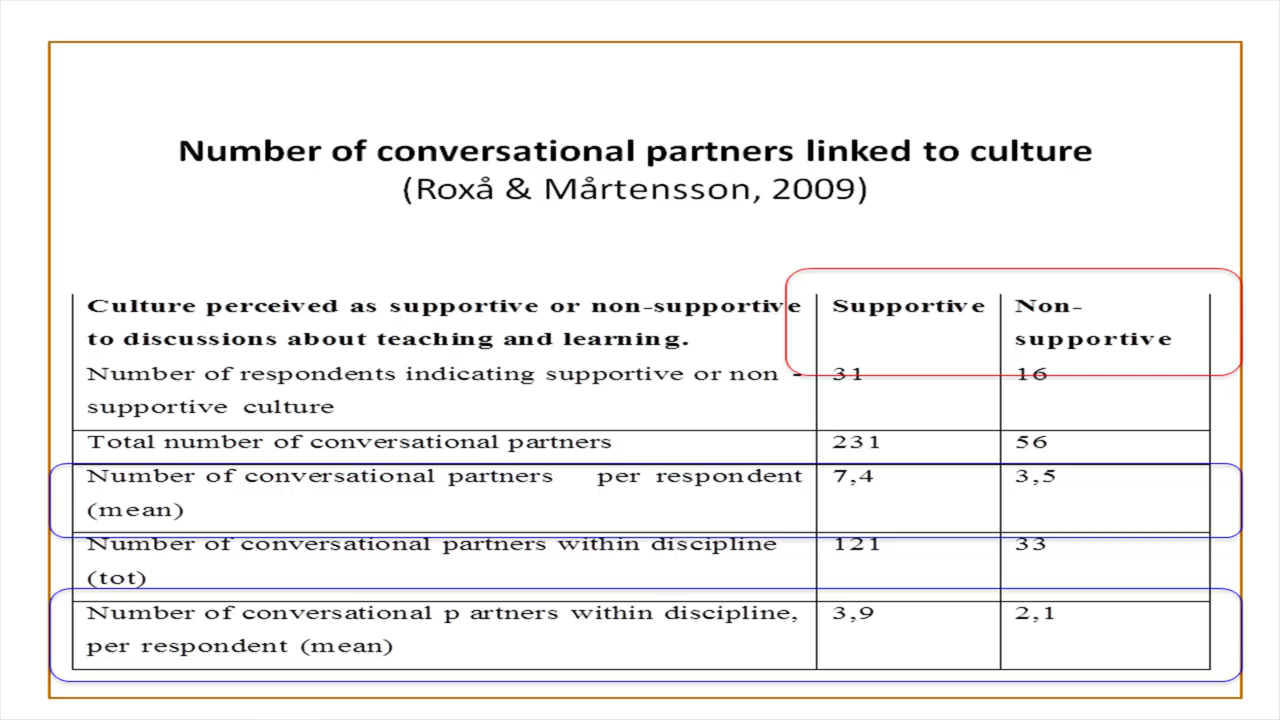 Number of conversational partners linked to culture
(Roxå & Mårtensson, 2009)
Culture perceived as supportive or non-supportive Supportive Non-
to discussions about teaching and learning. supportive
Number of respondents indicating supportive or non - 31 16
supportive culture
Total number of conversational partners 231 56
Number of conversational partners per respondent 7,4 3,5
(mean)
Number of conversational partners within discipline 121 33
(tot)
Number of conversational p artners within discipline, 3,9 2,1
per respondent (mean)